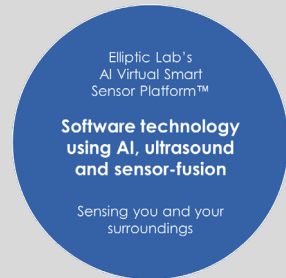 Elliptic Lab's
AI Virtual Smart
Sensor Platform™
Software technology
using AI, ultrasound
and sensor-fusion
Sensing you and your
surroundings